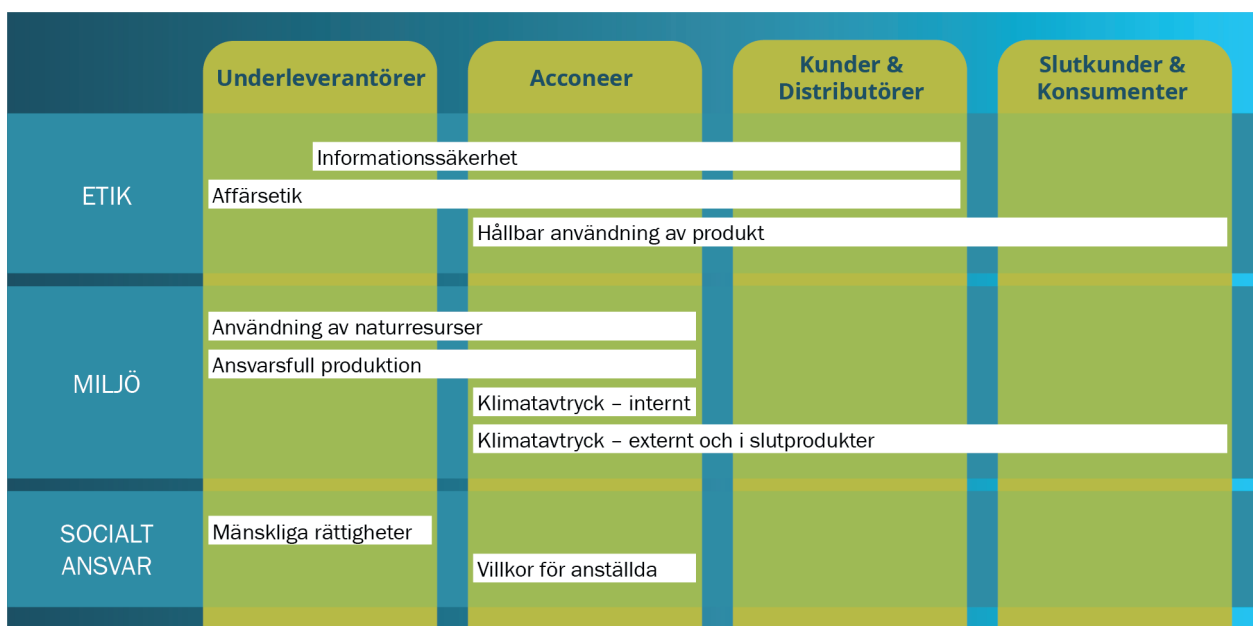 Underleverantörer
Acconeer
Kunder &
Distributörer
Slutkunder &
Konsumenter
ETIK
Informationssäkerhet
Affärsetik
Hållbar användning av produkt
MILJÖ
Användning av naturresurser
Ansvarsfull produktion
Klimatavtryck – internt
Klimatavtryck – externt och i slutprodukter
SOCIALT
ANSVAR
Mänskliga rättigheter
Villkor för anställda